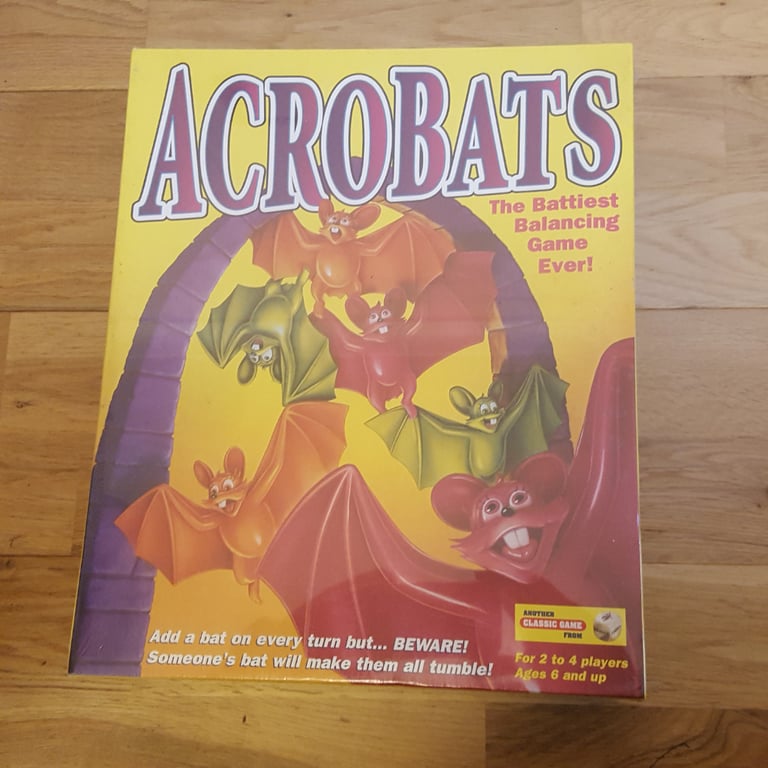 ACROBATS
The Battiest
Balancing
Game
Ever!
Add a bat on every turn but... BEWARE!
Someone's bat will make them all tumble!
ANOTHER
CLASSIC GAME
FROM
For 2 to 4 players
Ages 6 and up